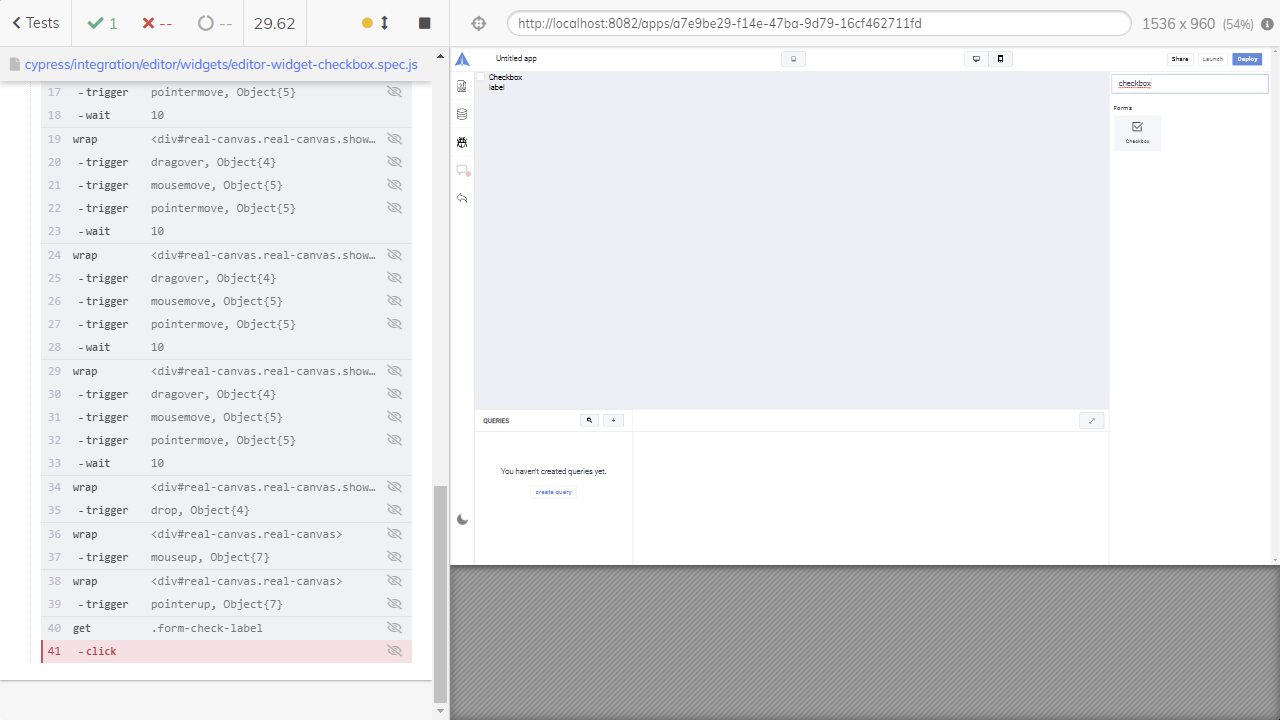 Tests
1
--
--
29.62
http://localhost:8082/apps/a7e9be29-f14e-47ba-9d79-16cf462711fd
1536 x 960 (54%)
cypress/integration/editor/widgets/editor-widget-checkbox.spec.js
17 -trigger pointermove, Object{5}
18 -wait 10
19 wrap <div#real-canvas.real-canvas.show…
20 -trigger dragover, Object{4}
21 -trigger mousemove, Object{5}
22 -trigger pointermove, Object{5}
23 -wait 10
24 wrap <div#real-canvas.real-canvas.show…
25 -trigger dragover, Object{4}
26 -trigger mousemove, Object{5}
27 -trigger pointermove, Object{5}
28 -wait 10
29 wrap <div#real-canvas.real-canvas.show…
30 -trigger dragover, Object{4}
31 -trigger mousemove, Object{5}
32 -trigger pointermove, Object{5}
33 -wait 10
34 wrap <div#real-canvas.real-canvas.show…
35 -trigger drop, Object{4}
36 wrap <div#real-canvas.real-canvas>
37 -trigger mouseup, Object{7}
38 wrap <div#real-canvas.real-canvas>
39 -trigger pointerup, Object{7}
40 get .form-check-label
41 -click
Untitled app
Share
Launch
Deploy
Checkbox
label
checkbox
Forms
Checkbox
QUERIES
+
You haven't created queries yet.
create query